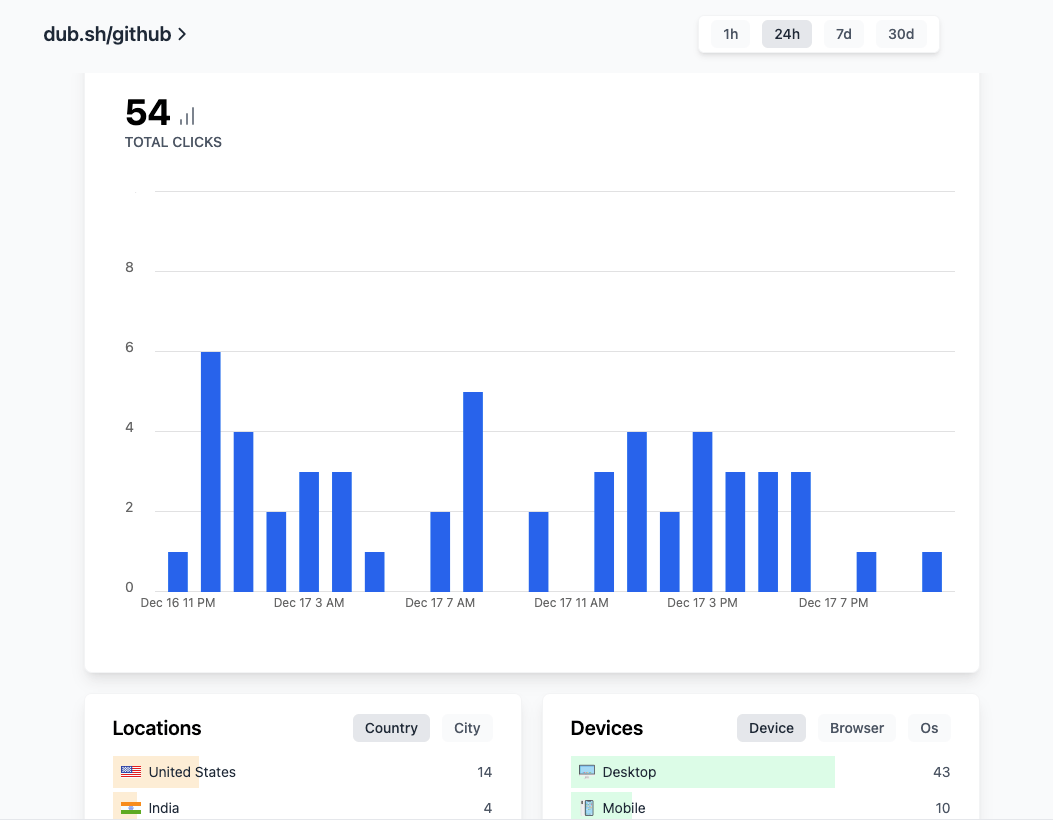 dub.sh/github
1h 24h 7d 30d
54
TOTAL CLICKS
8
6
4
2
0
Dec 16 11 PM Dec 17 3 AM Dec 17 7 AM Dec 17 11 AM Dec 17 3 PM Dec 17 7 PM
Locations Country City
United States 14
India 4
Devices Device Browser Os
Desktop 43
Mobile 10